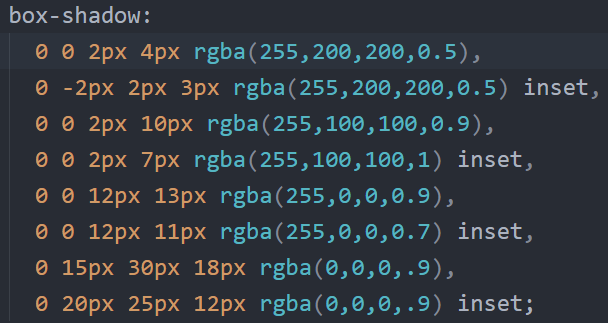 box-shadow:
0 0 2px 4px rgba(255,200,200,0.5),
0 -2px 2px 3px rgba(255,200,200,0.5) inset,
0 0 2px 10px rgba(255,100,100,0.9),
0 0 2px 7px rgba(255,100,100,1) inset,
0 0 12px 13px rgba(255,0,0,0.9),
0 0 12px 11px rgba(255,0,0,0.7) inset,
0 15px 30px 18px rgba(0,0,0,.9),
0 20px 25px 12px rgba(0,0,0,.9) inset;